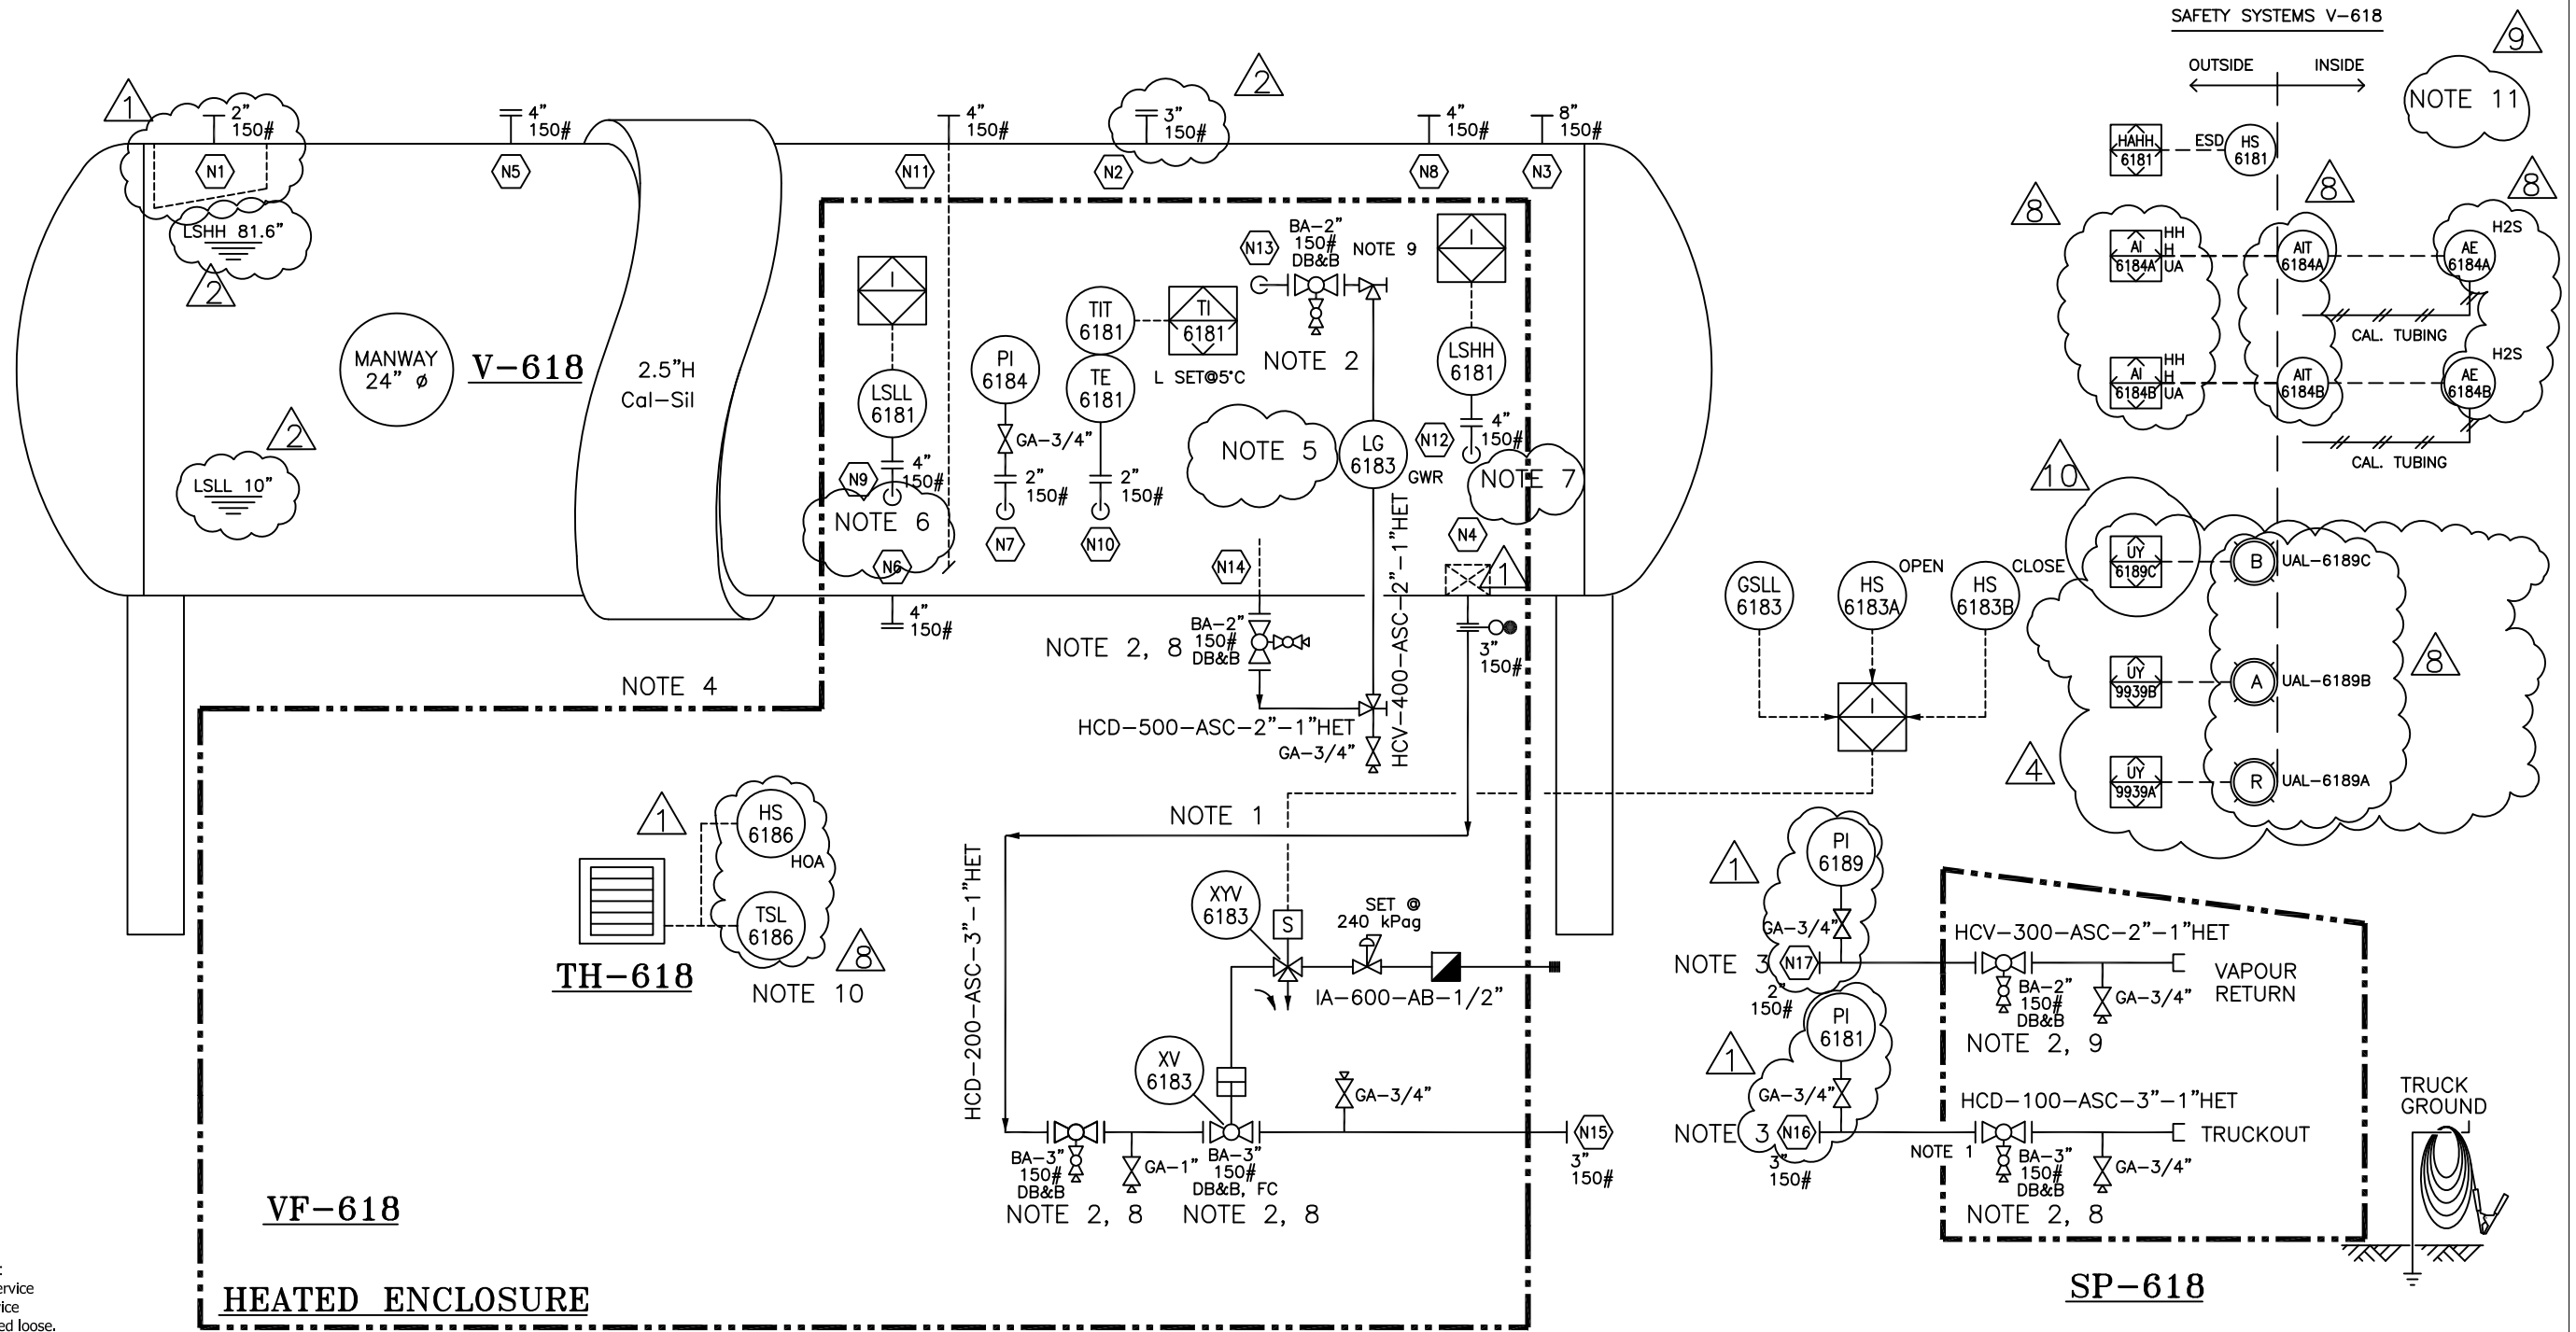 SAFETY SYSTEMS V-618
OUTSIDE
INSIDE
9
NOTE 11
HAHH
6181
ESD
HS
6181
8
8
8
AI
6184A
HH
H
UA
AIT
6184A
AE
6184A
H2S
CAL. TUBING
AI
6184B
HH
H
UA
AIT
6184B
AE
6184B
H2S
CAL. TUBING
10
UY
6189C
B
UAL-6189C
UY
9939B
A
UAL-6189B
8
4
UY
9939A
R
UAL-6189A
1
2"
150#
N1
LSHH 81.6"
2
4"
150#
N5
MANWAY
24" ø
V-618
2.5"H
Cal-Sil
2
LSLL 10"
4"
150#
N11
2
3"
150#
N2
4"
150#
N8
8"
150#
N3
I
LSLL
6181
N9
4"
150#
NOTE 6
N6
4"
150#
PI
6184
GA-3/4"
2"
150#
N7
TIT
6181
TE
6181
TI
6181
L SET@5°C
2"
150#
N10
N13
BA-2"
150#
DB&B
NOTE 9
NOTE 2
NOTE 5
LG
6183
GWR
I
LSHH
6181
N12
4"
150#
NOTE 7
N4
1
3"
150#
N14
NOTE 2, 8
BA-2"
150#
DB&B
HCD-500-ASC-2"-1"HET
GA-3/4"
HCV-400-ASC-2"-1"HET
NOTE 4
GSLL
6183
HS
6183A
OPEN
HS
6183B
CLOSE
I
NOTE 1
1
HS
6186
HOA
TSL
6186
8
TH-618
NOTE 10
HCD-200-ASC-3"-1"HET
XYV
6183
S
SET @
240 kPag
IA-600-AB-1/2"
XV
6183
GA-3/4"
BA-3"
150#
DB&B
GA-1"
BA-3"
150#
DB&B, FC
NOTE 2, 8
NOTE 2, 8
N15
3"
150#
1
PI
6189
GA-3/4"
NOTE 3
N17
2"
150#
HCV-300-ASC-2"-1"HET
BA-2"
150#
DB&B
GA-3/4"
VAPOUR
RETURN
NOTE 2, 9
1
PI
6181
GA-3/4"
NOTE 3
N16
3"
150#
NOTE 1
HCD-100-ASC-3"-1"HET
BA-3"
150#
DB&B
GA-3/4"
TRUCKOUT
NOTE 2, 8
TRUCK
GROUND
VF-618
HEATED ENCLOSURE
SP-618
ed loose.